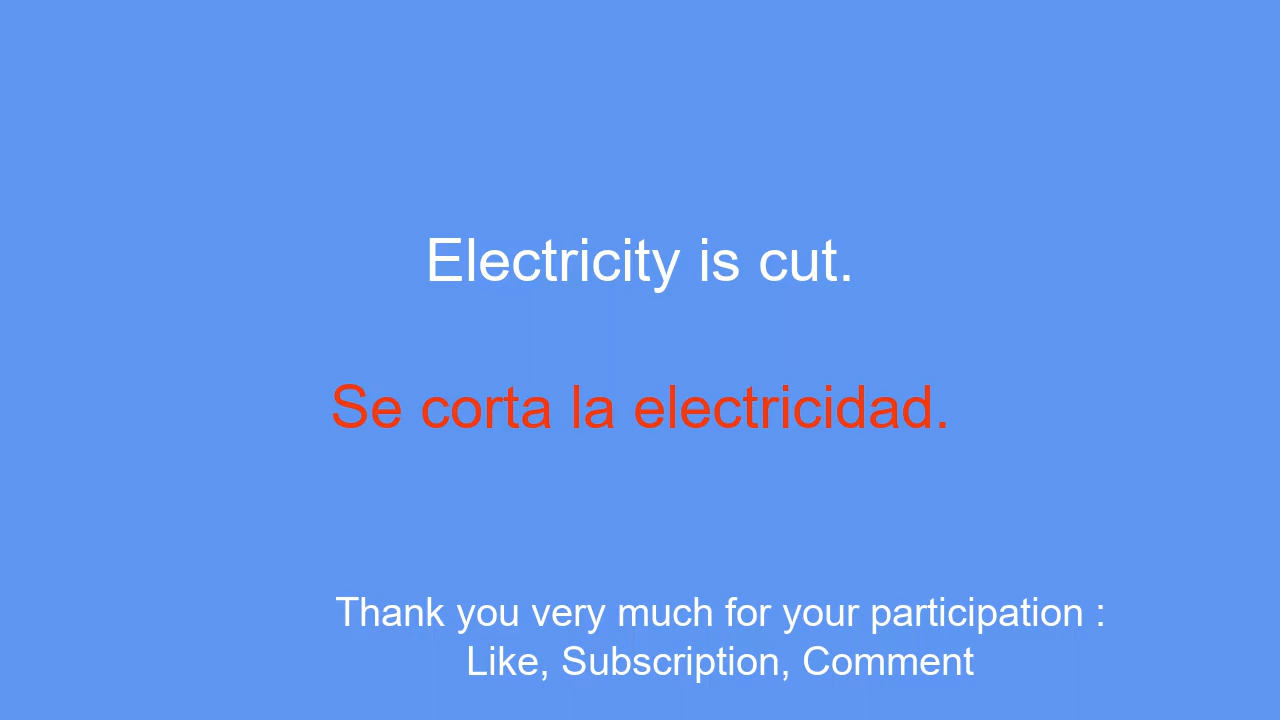 Electricity is cut.
Se corta la electricidad.
Thank you very much for your participation :
Like, Subscription, Comment